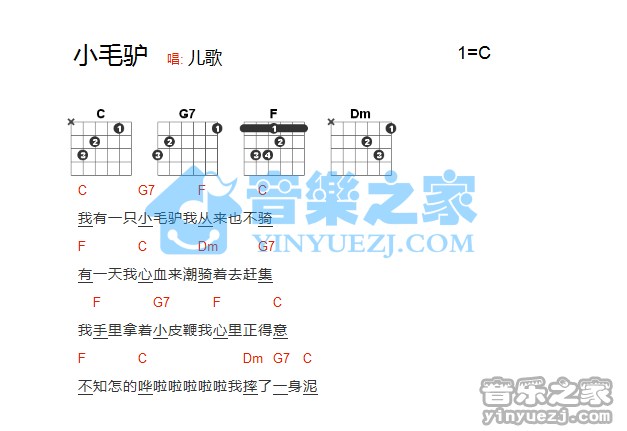 小毛驴 唱: 儿歌 1=C
C G7 F Dm
× 1 2 3 1 2 3 1 2 3 4 × 1 2 3
C G7 F C
我有一只小毛驴我从来也不骑
F C Dm G7
有一天我心血来潮骑着去赶集
音樂之家
YINYUEZJ.COM
F G7 F C
我手里拿着小皮鞭我心里正得意
F C Dm G7 C
不知怎的哗啦啦啦啦啦我摔了一身泥
音乐之家
yinyuezj.com